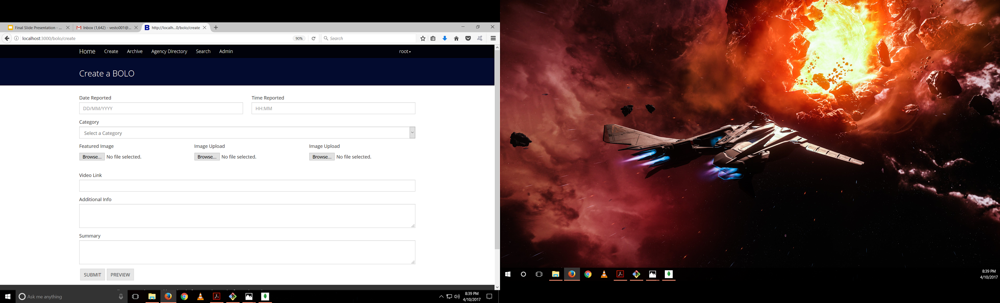 Final Slide Presentation - ...
Inbox (1,642) - vesto001@...
http://localh...0/bolo/create
localhost:3000/bolo/create
90%
Search
Home Create Archive Agency Directory Search Admin root
Create a BOLO
Date Reported Time Reported
DD/MM/YYYY HH:MM
Category
Select a Category
Featured Image Image Upload Image Upload
Browse... No file selected. Browse... No file selected. Browse... No file selected.
Video Link
Additional Info
Summary
SUBMIT PREVIEW
Ask me anything
8:39 PM
4/10/2017
8:39 PM
4/10/2017